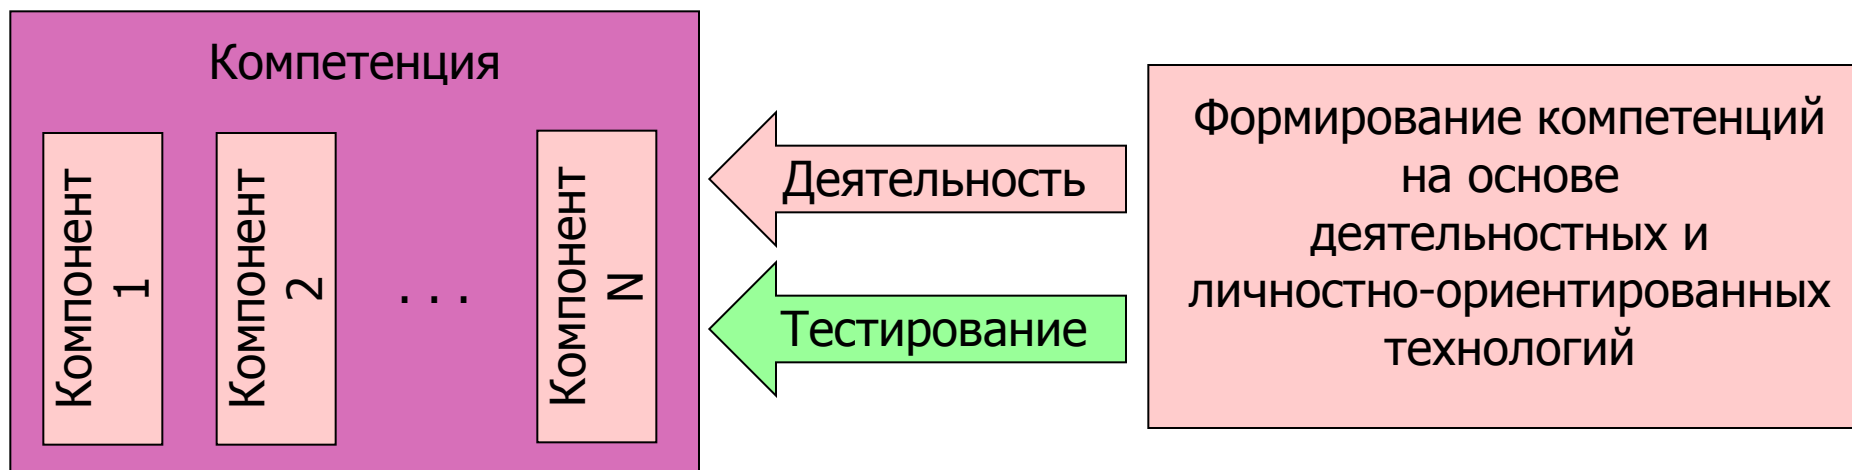 Компетенция
Компонент
1
Компонент
2
. . .
Компонент
N
Деятельность
Тестирование
Формирование компетенций
на основе
деятельностных и
личностно-ориентированных
технологий